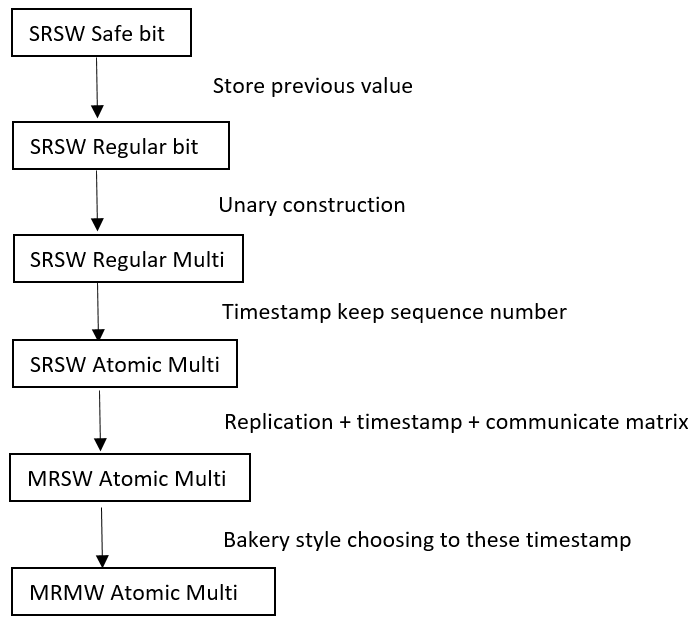 SRSW Safe bit
Store previous value
SRSW Regular bit
Unary construction
SRSW Regular Multi
Timestamp keep sequence number
SRSW Atomic Multi
Replication + timestamp + communicate matrix
MRSW Atomic Multi
Bakery style choosing to these timestamp
MRMW Atomic Multi